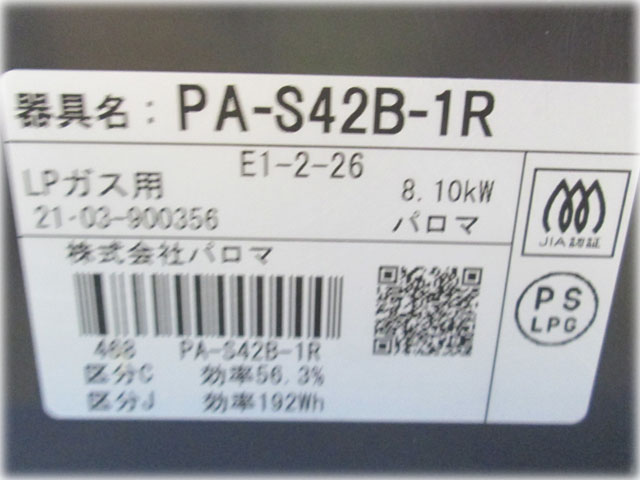 器具名：PA-S42B-1R
E1-2-26
LPガス用
8.10kW
21-03-900356
パロマ
株式会社パロマ
JIA認証
PS
LPG
468 PA-S42B-1R
区分C 効率56.3%
区分J 効率192Wh